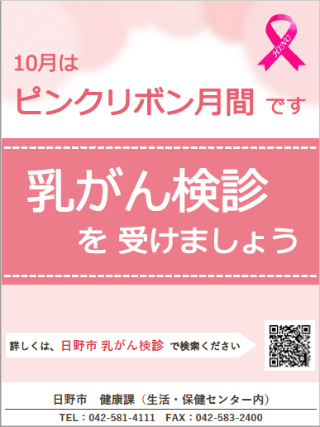 HINO
10月は
ピンクリボン月間 です
乳がん検診
を 受けましょう
詳しくは、日野市 乳がん検診 で検索ください
日野市　健康課（生活・保健センター内）
TEL：042-581-4111　FAX：042-583-2400